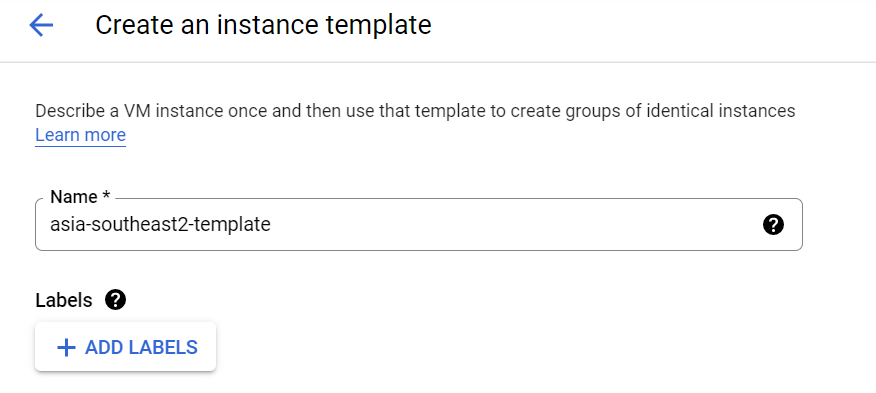 Create an instance template
Describe a VM instance once and then use that template to create groups of identical instances
Learn more
Name *
asia-southeast2-template
?
Labels ?
+ ADD LABELS